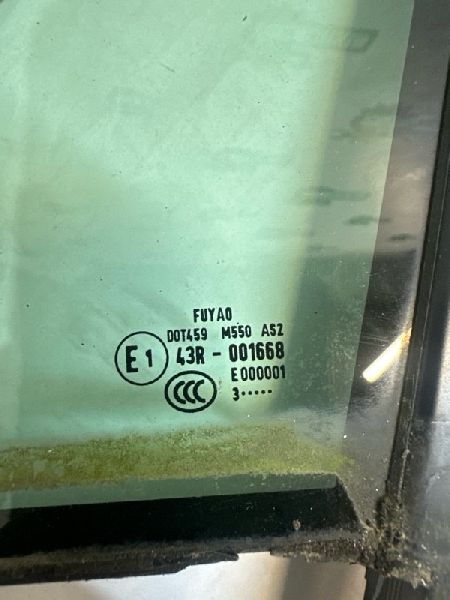 FUYAO
DOT459 M550 AS2
E1 43R - 001668
CCC E000001
3·····